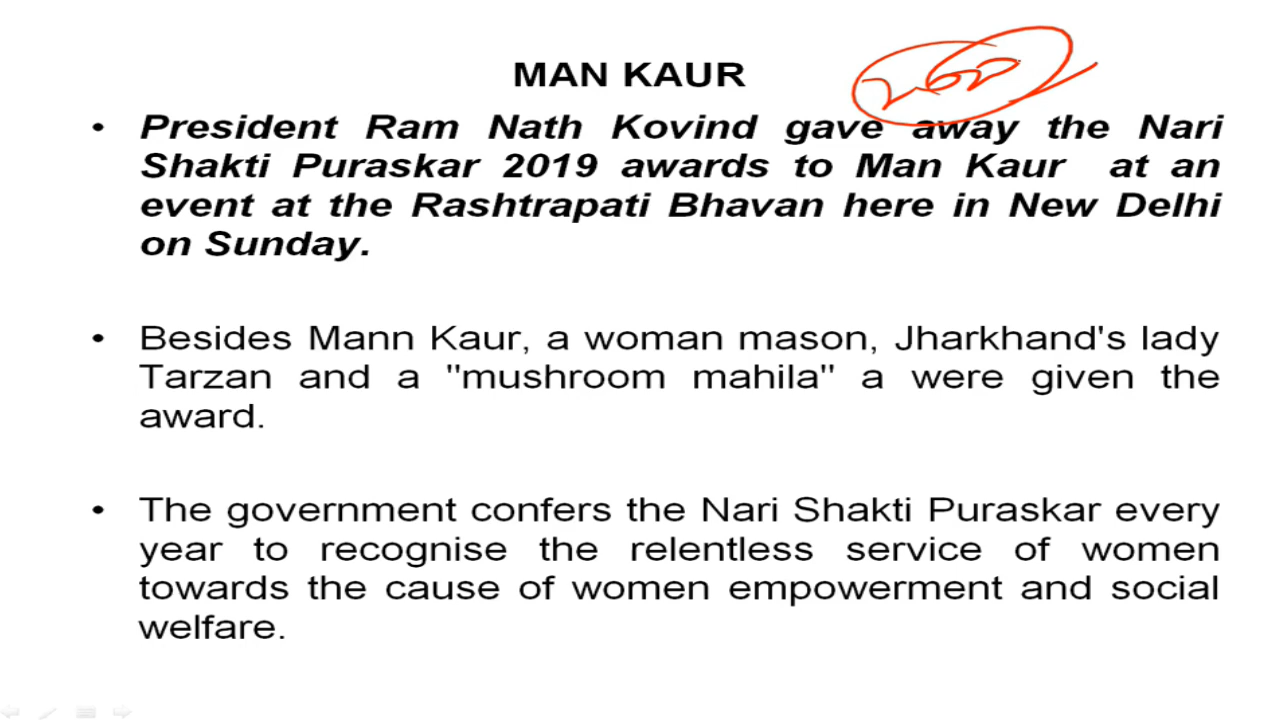 MAN KAUR
• President Ram Nath Kovind gave away the Nari
Shakti Puraskar 2019 awards to Man Kaur at an
event at the Rashtrapati Bhavan here in New Delhi
on Sunday.
• Besides Mann Kaur, a woman mason, Jharkhand's lady
Tarzan and a "mushroom mahila" a were given the
award.
• The government confers the Nari Shakti Puraskar every
year to recognise the relentless service of women
towards the cause of women empowerment and social
welfare.